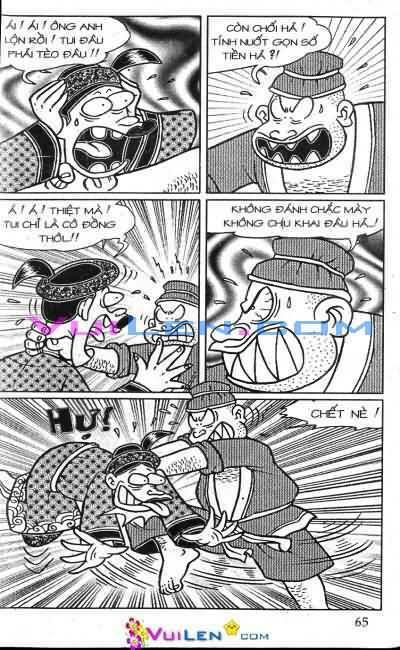 Á! Á! Á! ÔNG ANH
LỘN RỒI! TUI ĐÂU
PHẢI TÈO ĐÂU!!
CÒN CHỐI HẢ!
TÍNH NUỐT GỌN SỐ
TIỀN HẢ?!
Á! Á! THIỆT MÀ!
TUI CHỈ LÀ CÔ ĐỒNG
THÔI..!
KHÔNG ĐÁNH CHẮC MÀY
KHÔNG CHỊU KHAI ĐÂU HẢ..!
VUILEN.COM
HỰ!
CHẾT NÈ!
65
VUILEN.COM